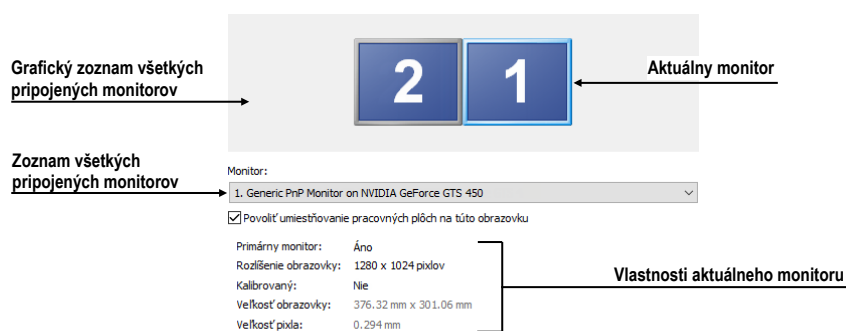 Grafický zoznam všetkých
pripojených monitorov
2
1
Aktuálny monitor
Zoznam všetkých
pripojených monitorov
Monitor:
1. Generic PnP Monitor on NVIDIA GeForce GTS 450
Povoliť umiestňovanie pracovných plôch na túto obrazovku
Primárny monitor: Áno
Rozlíšenie obrazovky: 1280 x 1024 pixlov
Kalibrovaný: Nie
Veľkosť obrazovky: 376.32 mm x 301.06 mm
Veľkosť pixla: 0.294 mm
Vlastnosti aktuálneho monitoru